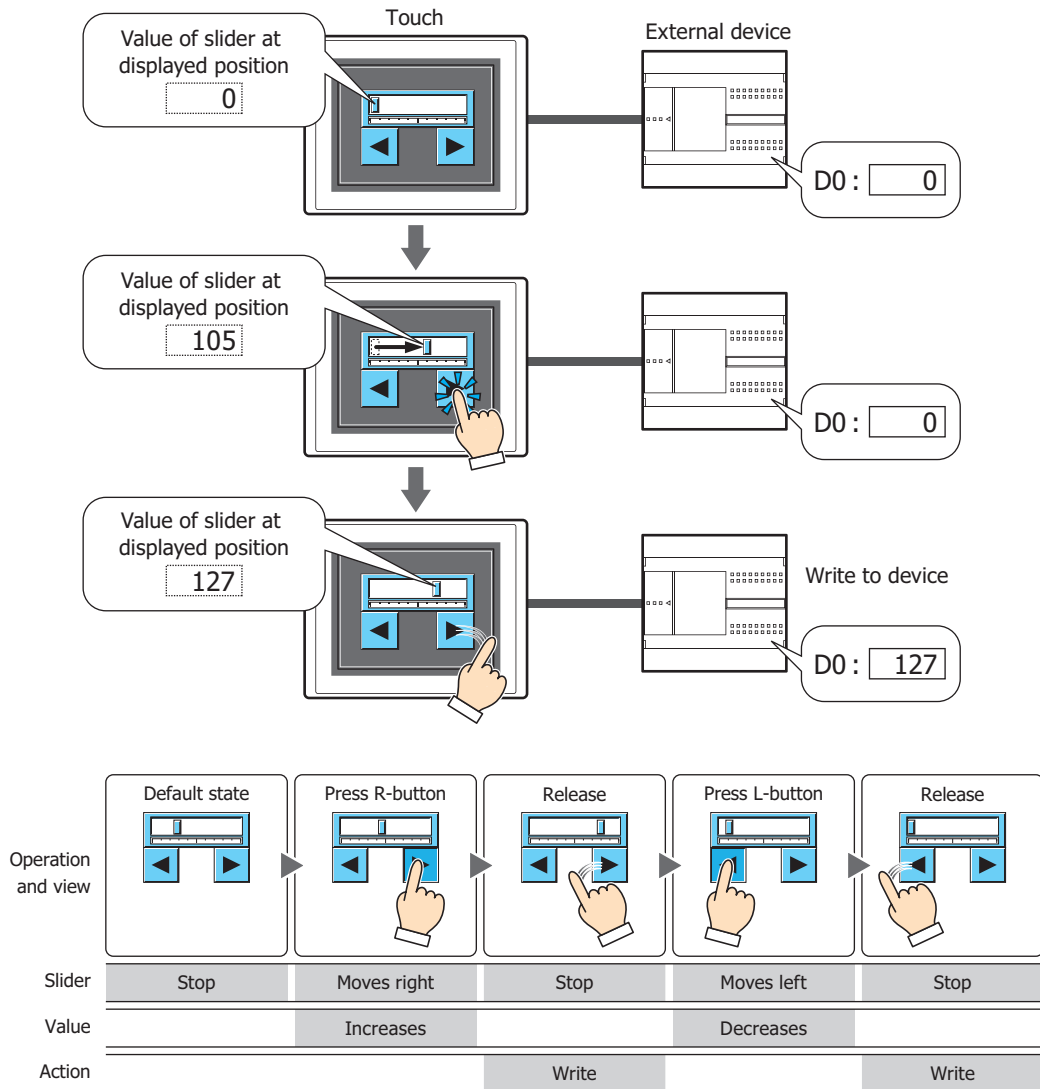 Touch
External device
Value of slider at
displayed position
0
D0 : 0
Value of slider at
displayed position
105
D0 : 0
Value of slider at
displayed position
127
Write to device
D0 : 127
Default state Press R-button Release Press L-button Release
Operation
and view
Slider Stop Moves right Stop Moves left Stop
Value Increases Decreases
Action Write Write